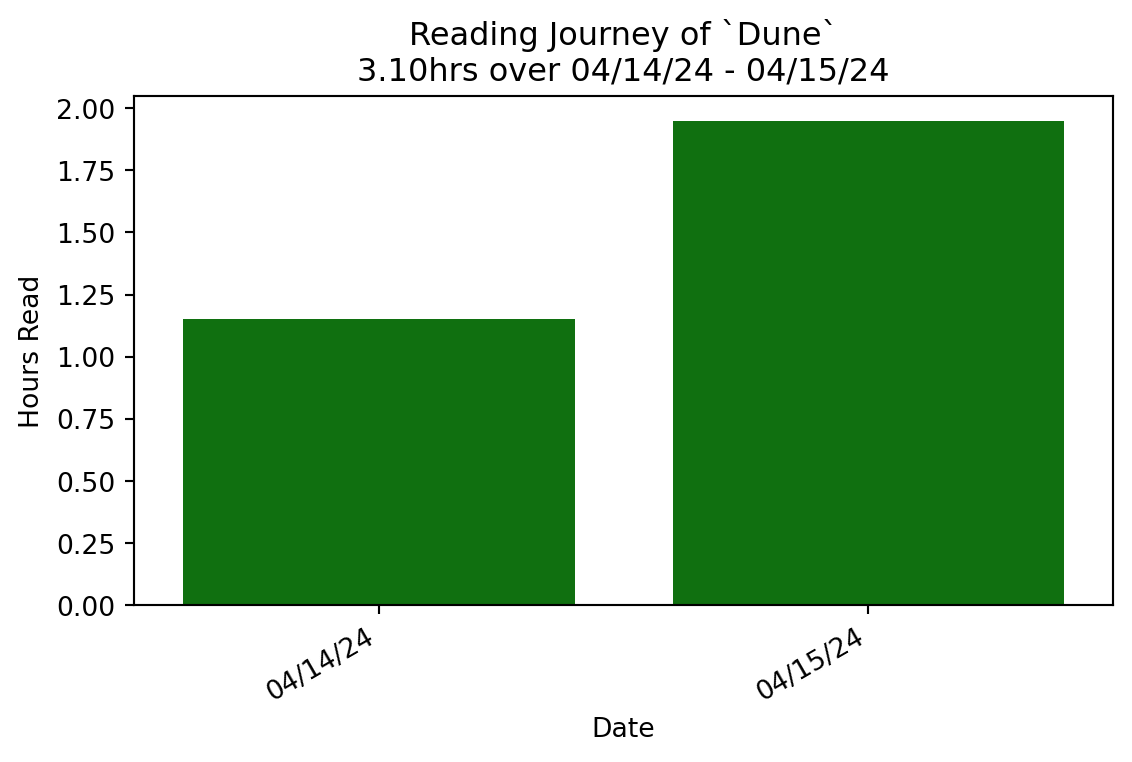 Reading Journey of `Dune`
3.10hrs over 04/14/24 - 04/15/24
2.00
1.75
1.50
1.25
1.00
0.75
0.50
0.25
0.00
Hours Read
04/14/24
04/15/24
Date